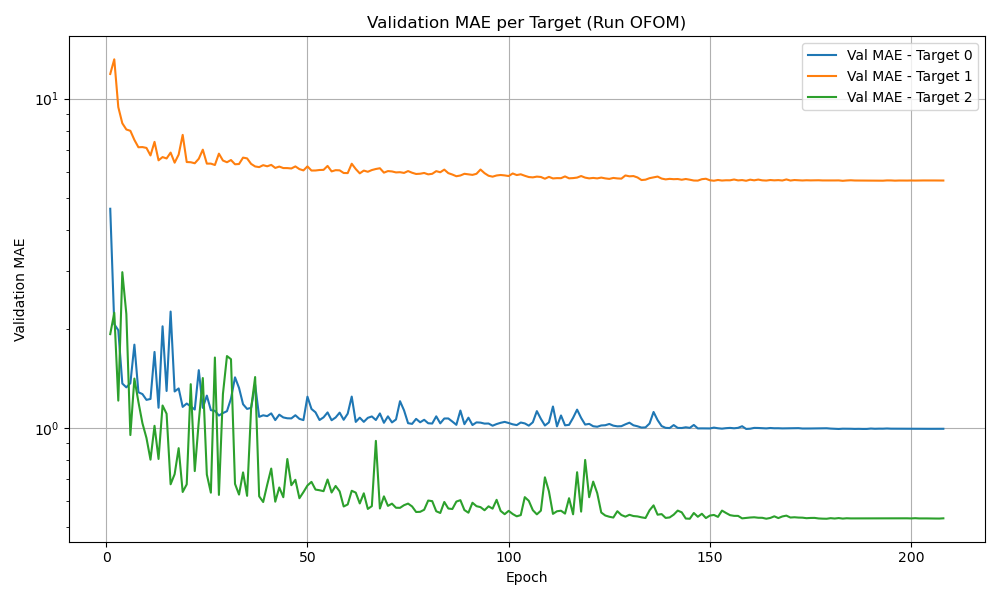 Validation MAE per Target (Run OFOM)
Val MAE - Target 0
Val MAE - Target 1
Val MAE - Target 2
10¹
10⁰
Validation MAE
0 50 100 150 200
Epoch